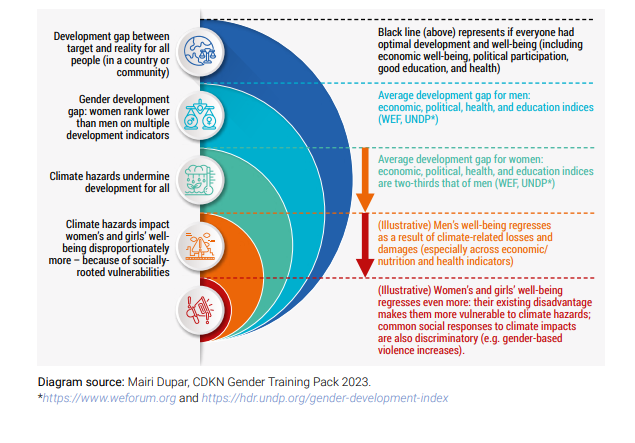 Development gap between
target and reality for all
people (in a country or
community)
Black line (above) represents if everyone had
optimal development and well-being (including
economic well-being, political participation,
good education, and health)
Gender development
gap: women rank lower
than men on multiple
development indicators
Average development gap for men:
economic, political, health, and education indices
(WEF, UNDP*)
Climate hazards undermine
development for all
Average development gap for women:
economic, political, health, and education indices
are two-thirds that of men (WEF, UNDP*)
Climate hazards impact
women's and girls' well-
being disproportionately
more – because of socially-
rooted vulnerabilities
(Illustrative) Men's well-being regresses
as a result of climate-related losses and
damages (especially across economic/
nutrition and health indicators)
(Illustrative) Women's and girls' well-being
regresses even more: their existing disadvantage
makes them more vulnerable to climate hazards;
common social responses to climate impacts
are also discriminatory (e.g. gender-based
violence increases).
Diagram source: Mairi Dupar, CDKN Gender Training Pack 2023.
*https://www.weforum.org and https://hdr.undp.org/gender-development-index